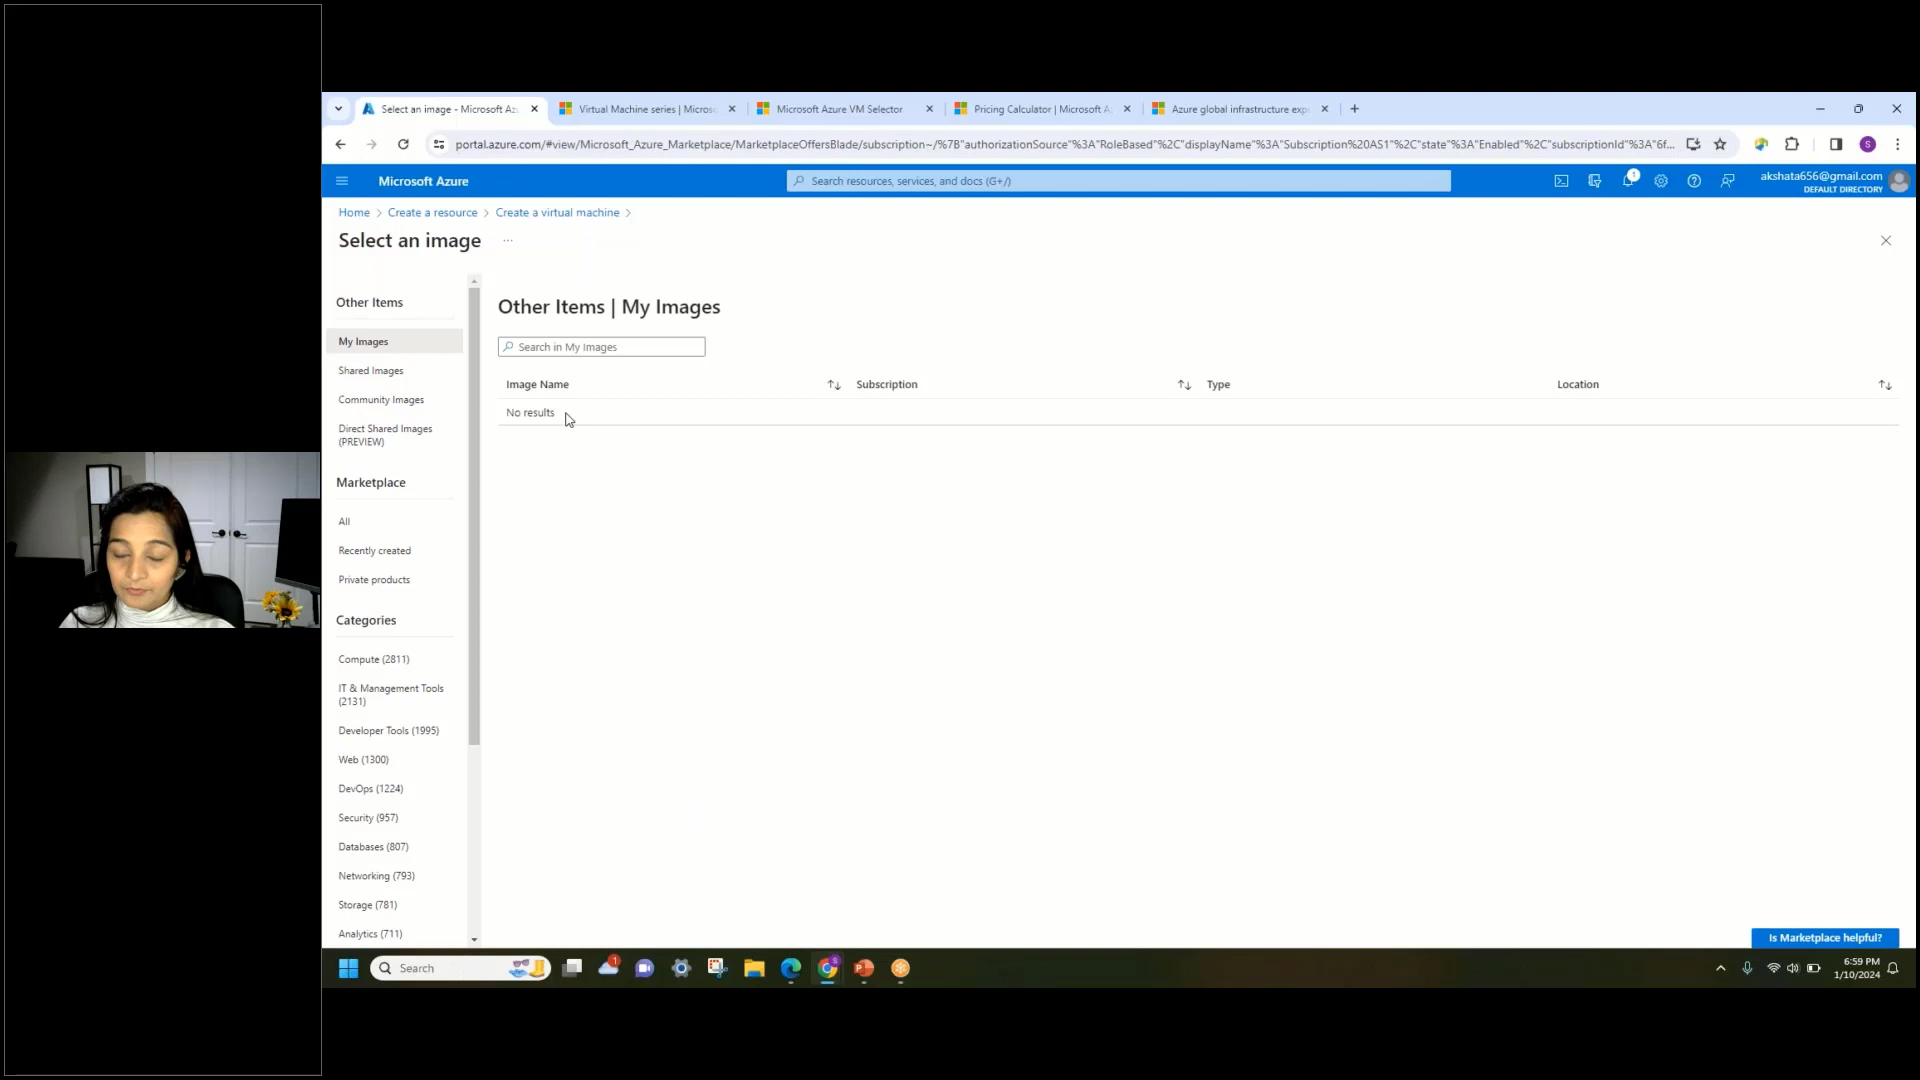 Select an image - Microsoft Az
Virtual Machine series | Micros
Microsoft Azure VM Selector
Pricing Calculator | Microsoft A
Azure global infrastructure exp
portal.azure.com/#view/Microsoft_Azure_Marketplace/MarketplaceOffersBlade/subscription~/%7B"authorizationSource"%3A"RoleBased"%2C"displayName"%3A"Subscription%20AS1"%2C"state"%3A"Enabled"%2C"subscriptionId"%3A"6f...
S
Microsoft Azure
Search resources, services, and docs (G+/)
1
akshata656@gmail.com
DEFAULT DIRECTORY
Home > Create a resource > Create a virtual machine >
Select an image ...
Other Items
My Images
Shared Images
Community Images
Direct Shared Images
(PREVIEW)
Marketplace
All
Recently created
Private products
Categories
Compute (2811)
IT & Management Tools
(2131)
Developer Tools (1995)
Web (1300)
DevOps (1224)
Security (957)
Databases (807)
Networking (793)
Storage (781)
Analytics (711)
Other Items | My Images
Search in My Images
Image Name
Subscription
Type
Location
No results
Is Marketplace helpful?
Search
1
6:59 PM
1/10/2024